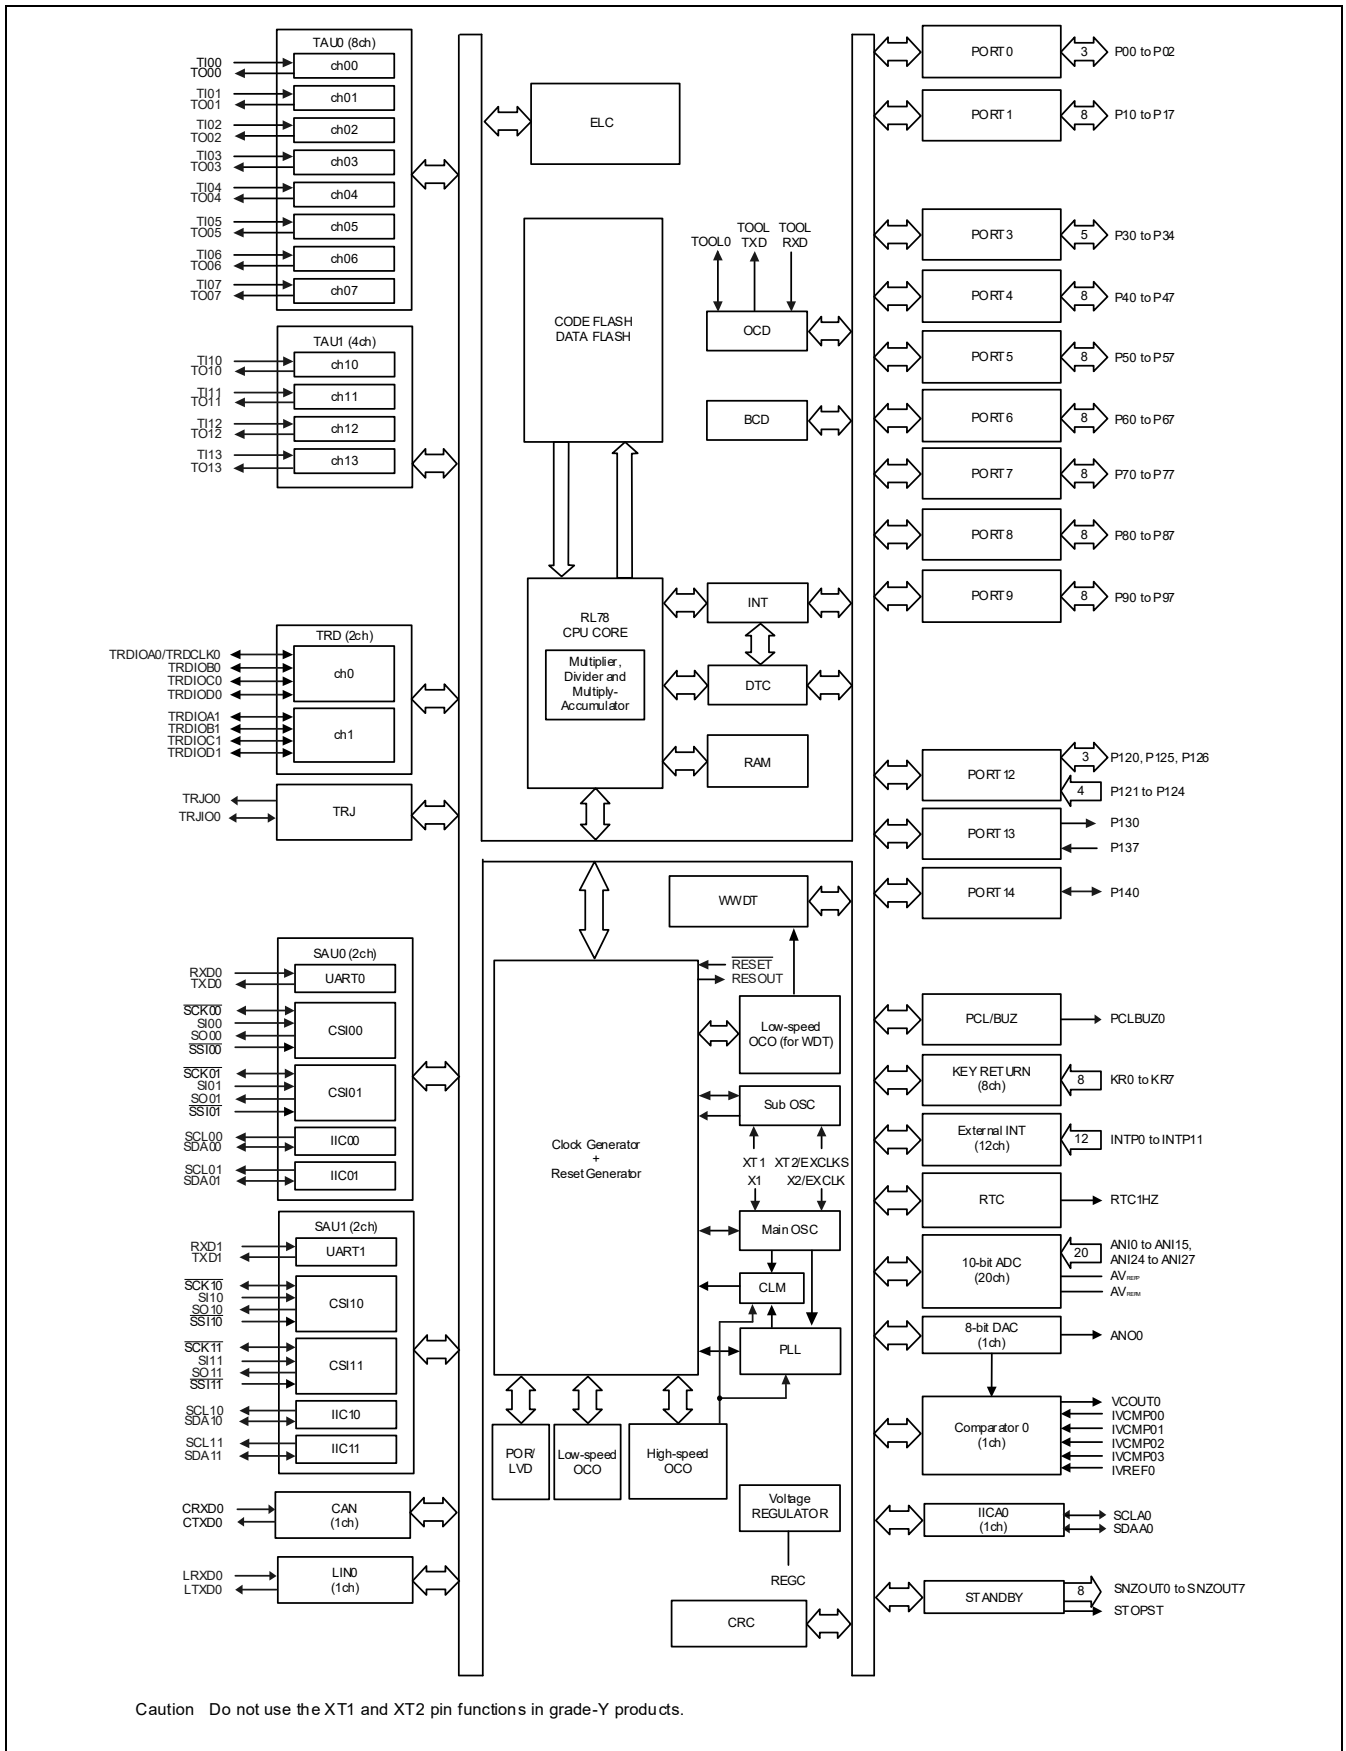 TAU0 (8ch)
TI00
TO00
ch00
TI01
TO01
ch01
TI02
TO02
ch02
TI03
TO03
ch03
TI04
TO04
ch04
TI05
TO05
ch05
TI06
TO06
ch06
TI07
TO07
ch07
TAU1 (4ch)
TI10
TO10
ch10
TI11
TO11
ch11
TI12
TO12
ch12
TI13
TO13
ch13
TRD (2ch)
TRDIOA0/TRDCLK0
TRDIOB0
TRDIOC0
TRDIOD0
ch0
TRDIOA1
TRDIOB1
TRDIOC1
TRDIOD1
ch1
TRJO0
TRJIO0
TRJ
SAU0 (2ch)
RXD0
TXD0
UART0
SCK00
SI00
SO00
SSI00
CSI00
SCK01
SI01
SO01
SSI01
CSI01
SCL00
SDA00
IIC00
SCL01
SDA01
IIC01
SAU1 (2ch)
RXD1
TXD1
UART1
SCK10
SI10
SO10
SSI10
CSI10
SCK11
SI11
SO11
SSI11
CSI11
SCL10
SDA10
IIC10
SCL11
SDA11
IIC11
CRXD0
CTXD0
CAN
(1ch)
LRXD0
LTXD0
LIN0
(1ch)
ELC
CODE FLASH
DATA FLASH
TOOL0
TOOL
TXD
TOOL
RXD
OCD
BCD
RL78
CPU CORE
Multiplier,
Divider and
Multiply-
Accumulator
INT
DTC
RAM
WWDT
RESET
RESOUT
Clock Generator
+
Reset Generator
Low-speed
OCO (for WDT)
Sub OSC
XT1
X1
XT2/EXCLKS
X2/EXCLK
Main OSC
CLM
PLL
POR/
LVD
Low-speed
OCO
High-speed
OCO
Voltage
REGULATOR
REGC
CRC
PORT 0
3
P00 to P02
PORT 1
8
P10 to P17
PORT 3
5
P30 to P34
PORT 4
8
P40 to P47
PORT 5
8
P50 to P57
PORT 6
8
P60 to P67
PORT 7
8
P70 to P77
PORT 8
8
P80 to P87
PORT 9
8
P90 to P97
PORT 12
3
P120, P125, P126
4
P121 to P124
PORT 13
P130
P137
PORT 14
P140
PCL/BUZ
PCLBUZ0
KEY RETURN
(8ch)
8
KR0 to KR7
External INT
(12ch)
12
INTP0 to INTP11
RTC
RTC1HZ
10-bit ADC
(20ch)
20
ANI0 to ANI15,
ANI24 to ANI27
AVREFP
AVREFM
8-bit DAC
(1ch)
ANO0
Comparator 0
(1ch)
VCOUT0
IVCMP00
IVCMP01
IVCMP02
IVCMP03
IVREF0
IICA0
(1ch)
SCLA0
SDAA0
STANDBY
8
SNZOUT0 to SNZOUT7
STOPST
Caution Do not use the XT1 and XT2 pin functions in grade-Y products.